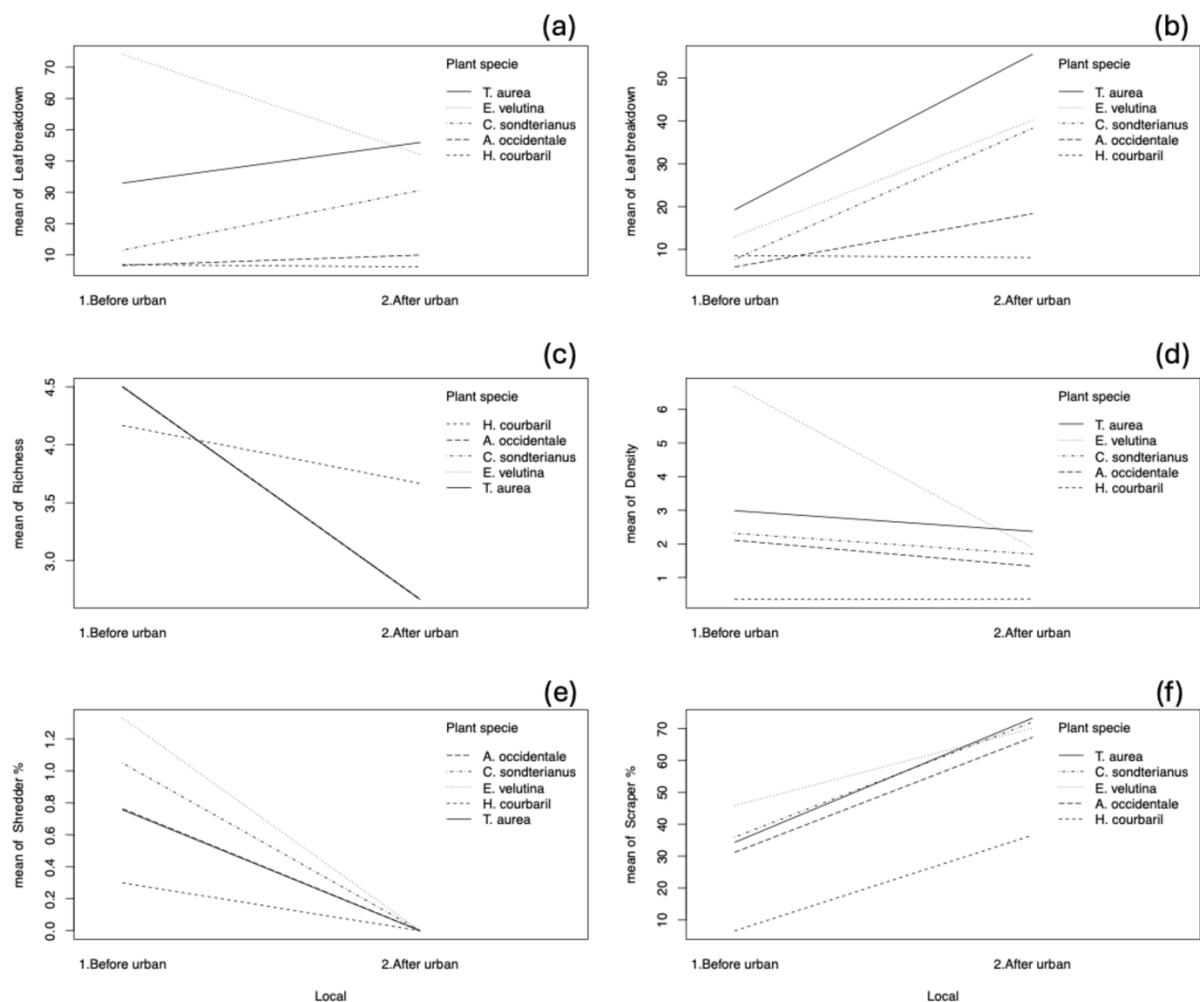 (a)
mean of Leaf breakdown
70
60
50
40
30
20
10
Plant specie
T. aurea
E. velutina
C. sondterianus
A. occidentale
H. courbaril
1.Before urban 2.After urban
(b)
mean of Leaf breakdown
50
40
30
20
10
Plant specie
T. aurea
E. velutina
C. sondterianus
A. occidentale
H. courbaril
1.Before urban 2.After urban
(c)
mean of Richness
4.5
4.0
3.5
3.0
Plant specie
H. courbaril
A. occidentale
C. sondterianus
E. velutina
T. aurea
1.Before urban 2.After urban
(d)
mean of Density
6
5
4
3
2
1
Plant specie
T. aurea
E. velutina
C. sondterianus
A. occidentale
H. courbaril
1.Before urban 2.After urban
(e)
mean of Shredder %
1.2
1.0
0.8
0.6
0.4
0.2
0.0
Plant specie
A. occidentale
C. sondterianus
E. velutina
H. courbaril
T. aurea
1.Before urban 2.After urban
Local
(f)
mean of Scraper %
70
60
50
40
30
20
10
Plant specie
T. aurea
C. sondterianus
E. velutina
A. occidentale
H. courbaril
1.Before urban 2.After urban
Local